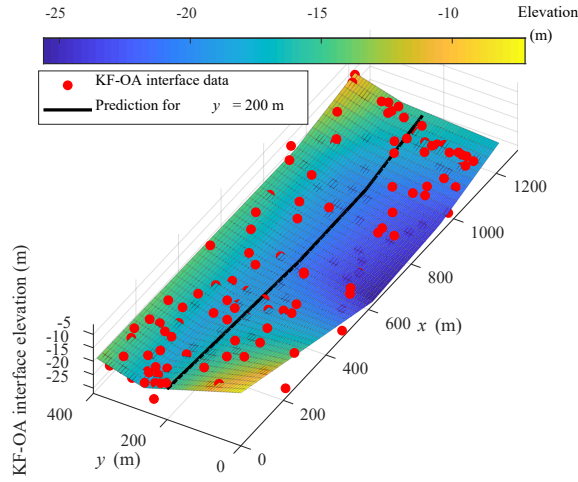 -25 -20 -15 -10 Elevation
(m)
KF-OA interface data
Prediction for y = 200 m
KF-OA interface elevation (m)
-5
-10
-15
-20
-25
400
200
0
y (m)
0
200
400
600
800
1000
1200
x (m)